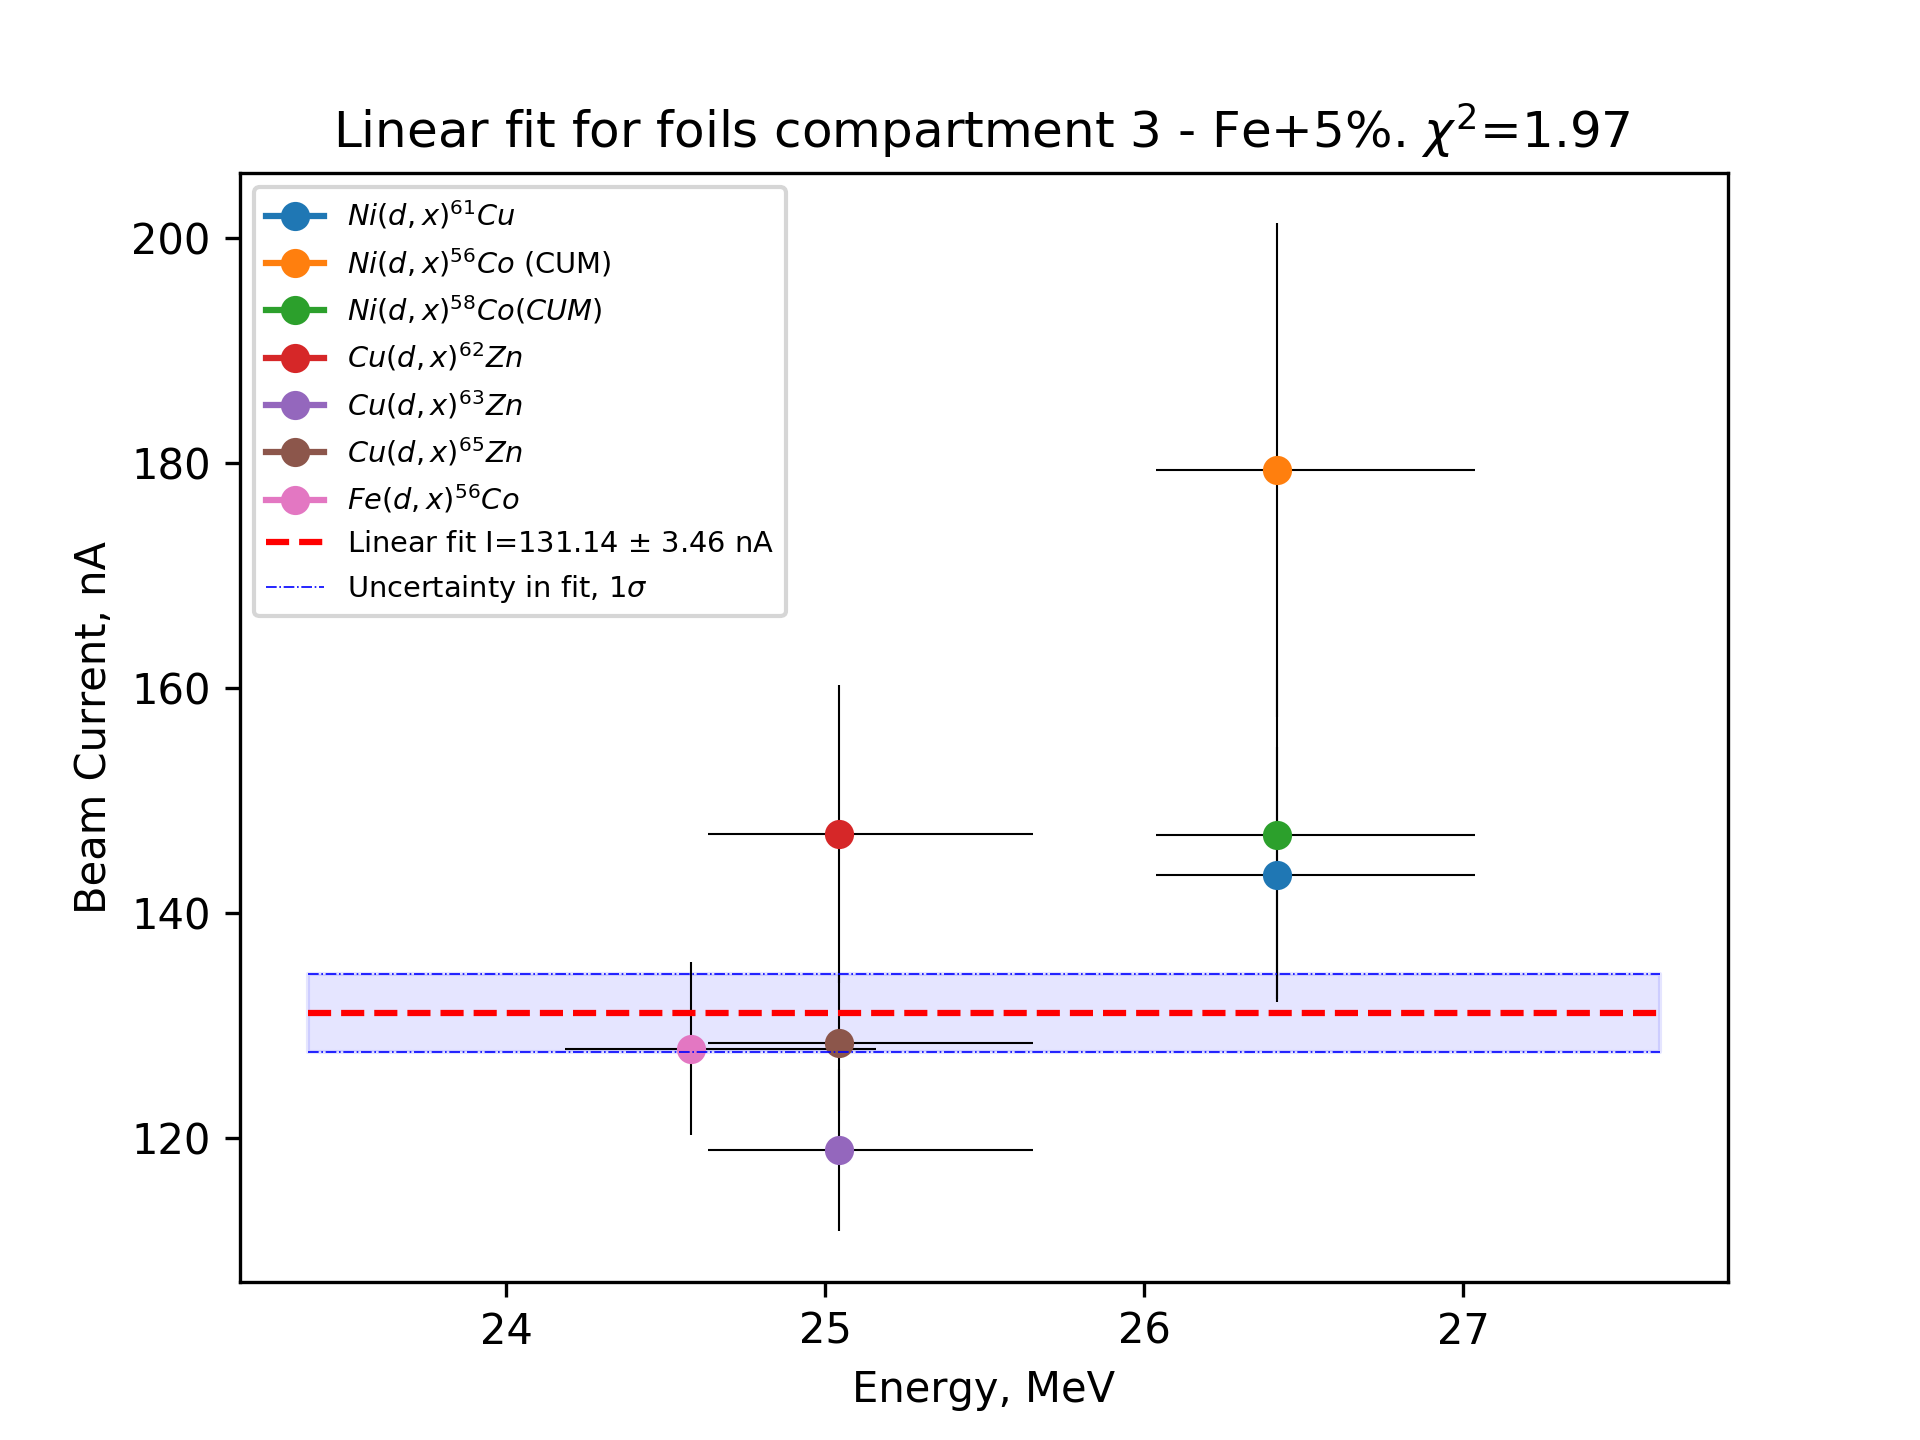 Linear fit for foils compartment 3 - Fe+5%. χ²=1.97
Ni(d,x)⁶¹Cu
Ni(d,x)⁵⁶Co (CUM)
Ni(d,x)⁵⁸Co(CUM)
Cu(d,x)⁶²Zn
Cu(d,x)⁶³Zn
Cu(d,x)⁶⁵Zn
Fe(d,x)⁵⁶Co
Linear fit I=131.14 ± 3.46 nA
Uncertainty in fit, 1σ
Beam Current, nA
200
180
160
140
120
24 25 26 27
Energy, MeV